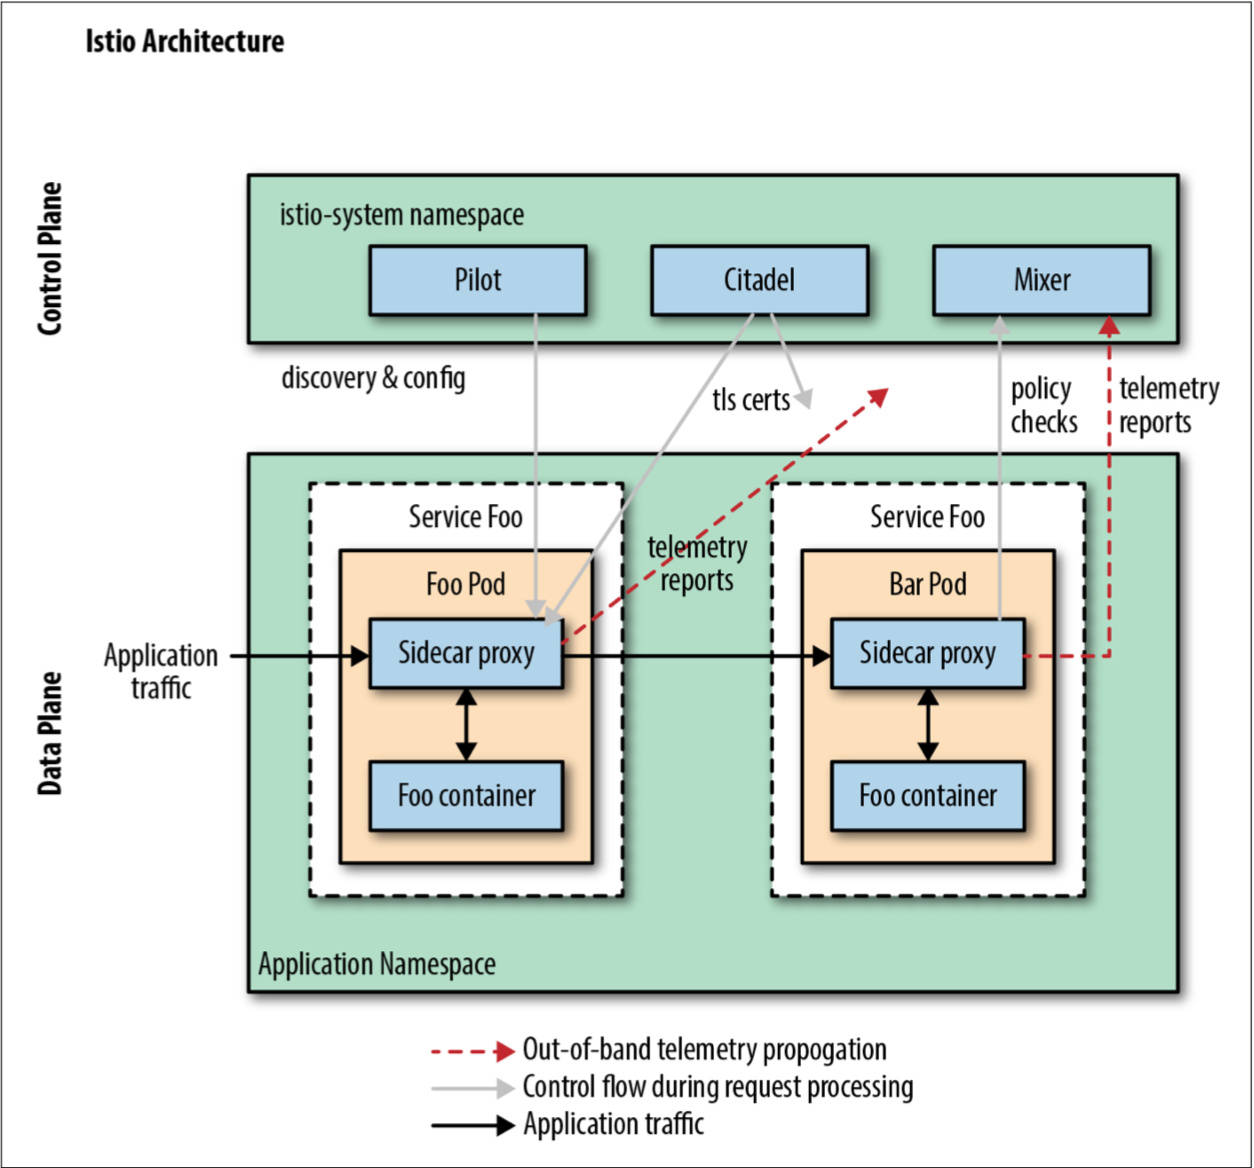 Istio Architecture
Control Plane
istio-system namespace
Pilot
Citadel
Mixer
discovery & config
tls certs
policy
checks
telemetry
reports
Data Plane
Service Foo
Service Foo
telemetry
reports
Foo Pod
Bar Pod
Application
traffic
Sidecar proxy
Sidecar proxy
Foo container
Foo container
Application Namespace
Out-of-band telemetry propogation
Control flow during request processing
Application traffic